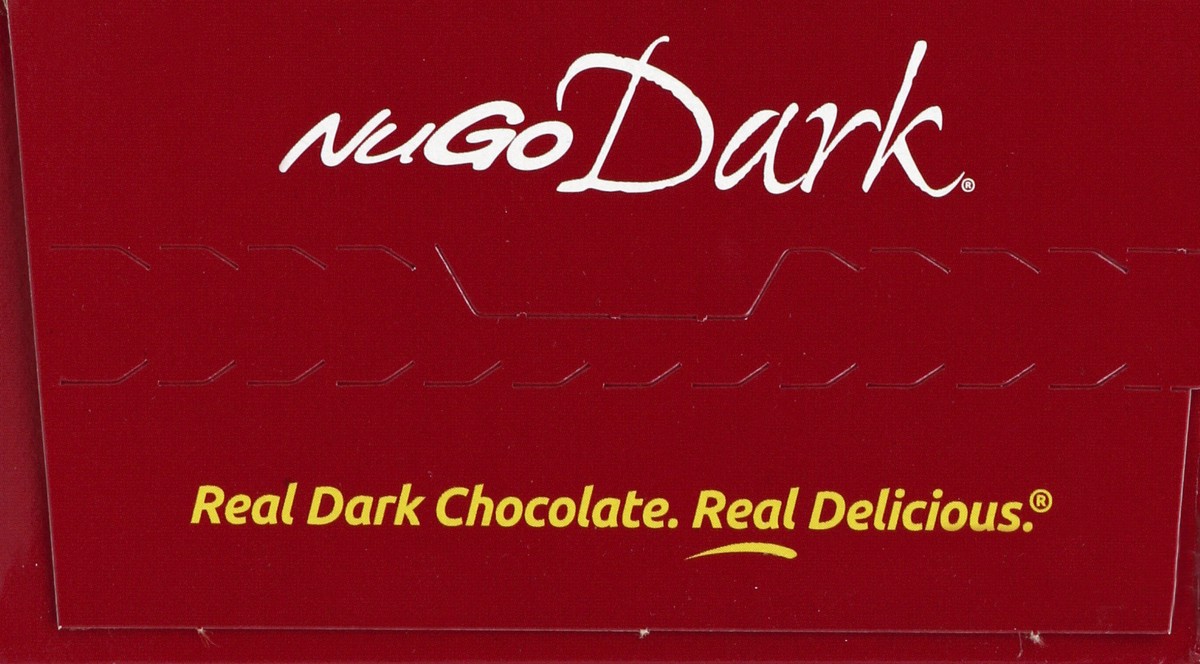 NuGo Dark®
Real Dark Chocolate. Real Delicious.®